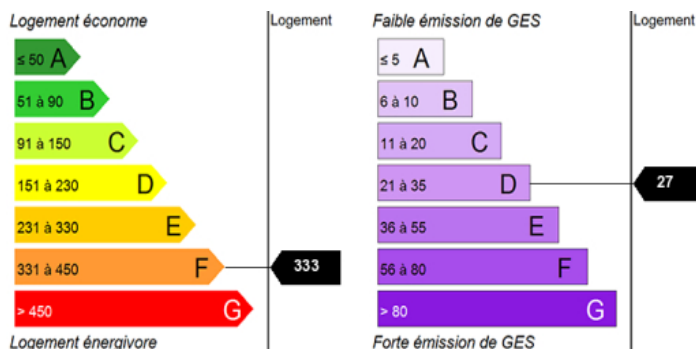 Logement économe
Logement
≤ 50 A
51 à 90 B
91 à 150 C
151 à 230 D
231 à 330 E
331 à 450 F
333
> 450 G
Logement énergivore
Faible émission de GES
Logement
≤ 5 A
6 à 10 B
11 à 20 C
21 à 35 D
27
36 à 55 E
56 à 80 F
> 80 G
Forte émission de GES